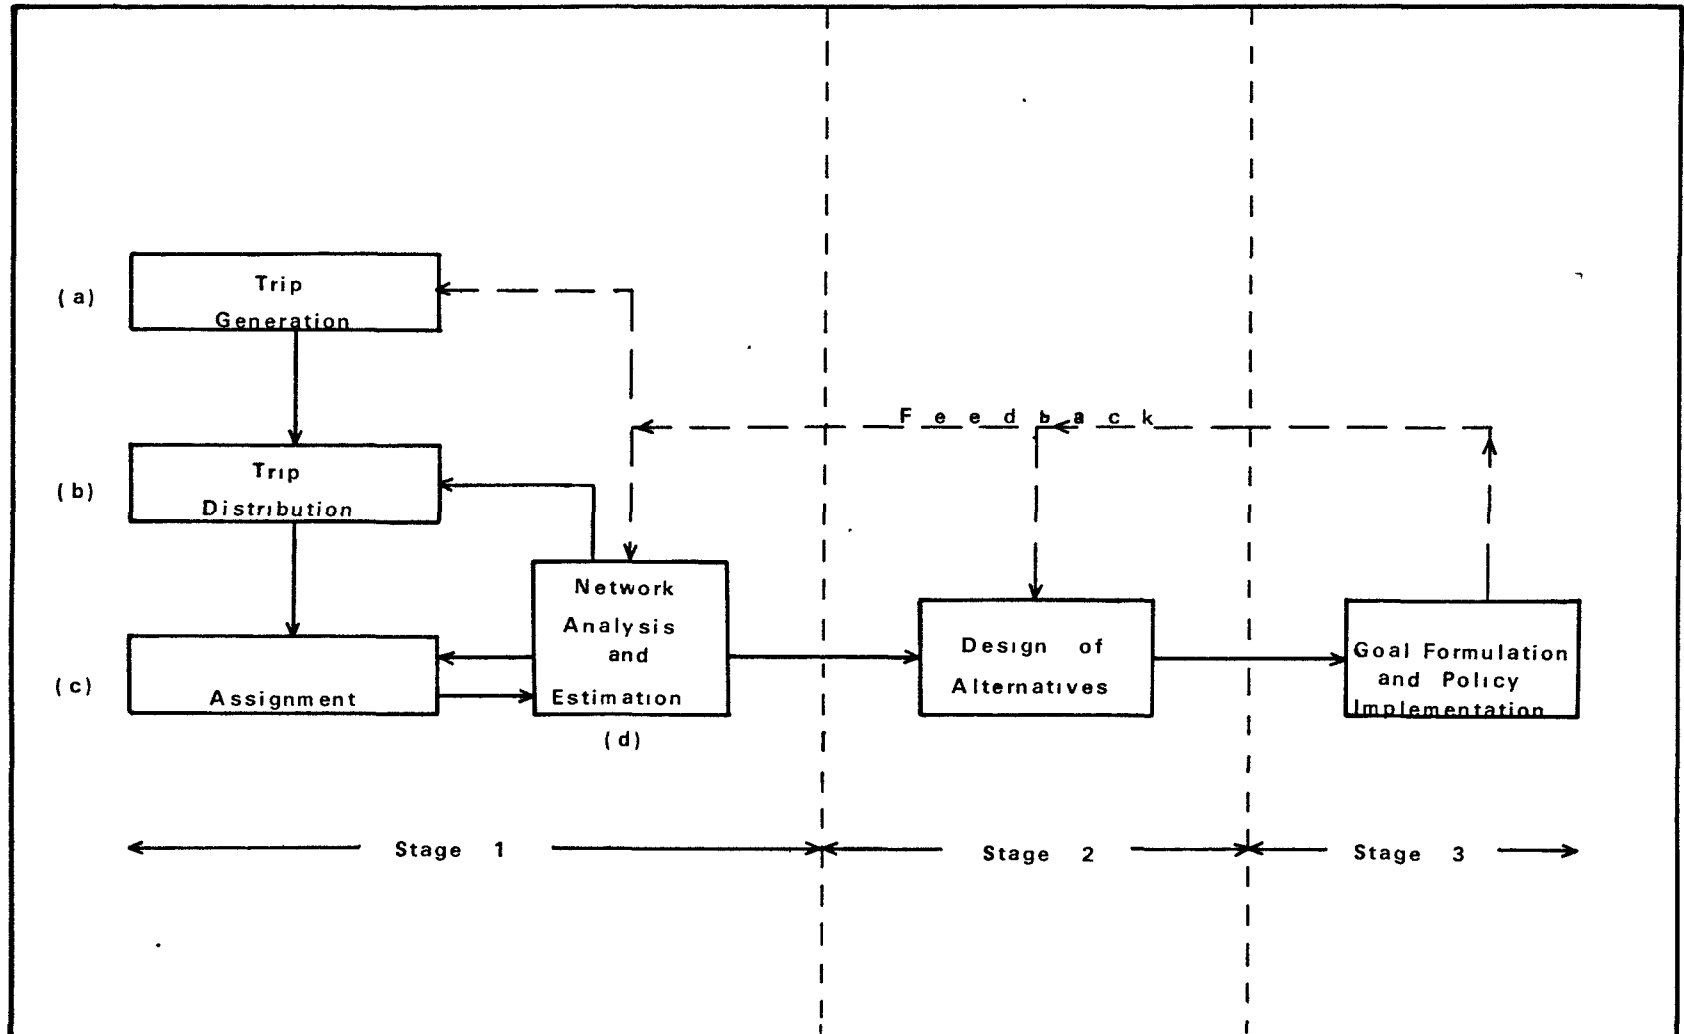 (a)
Trip
Generation
Feedback
(b)
Trip
Distribution
(c)
Assignment
Network
Analysis
and
Estimation
(d)
Design of
Alternatives
Goal Formulation
and Policy
Implementation
Stage 1
Stage 2
Stage 3